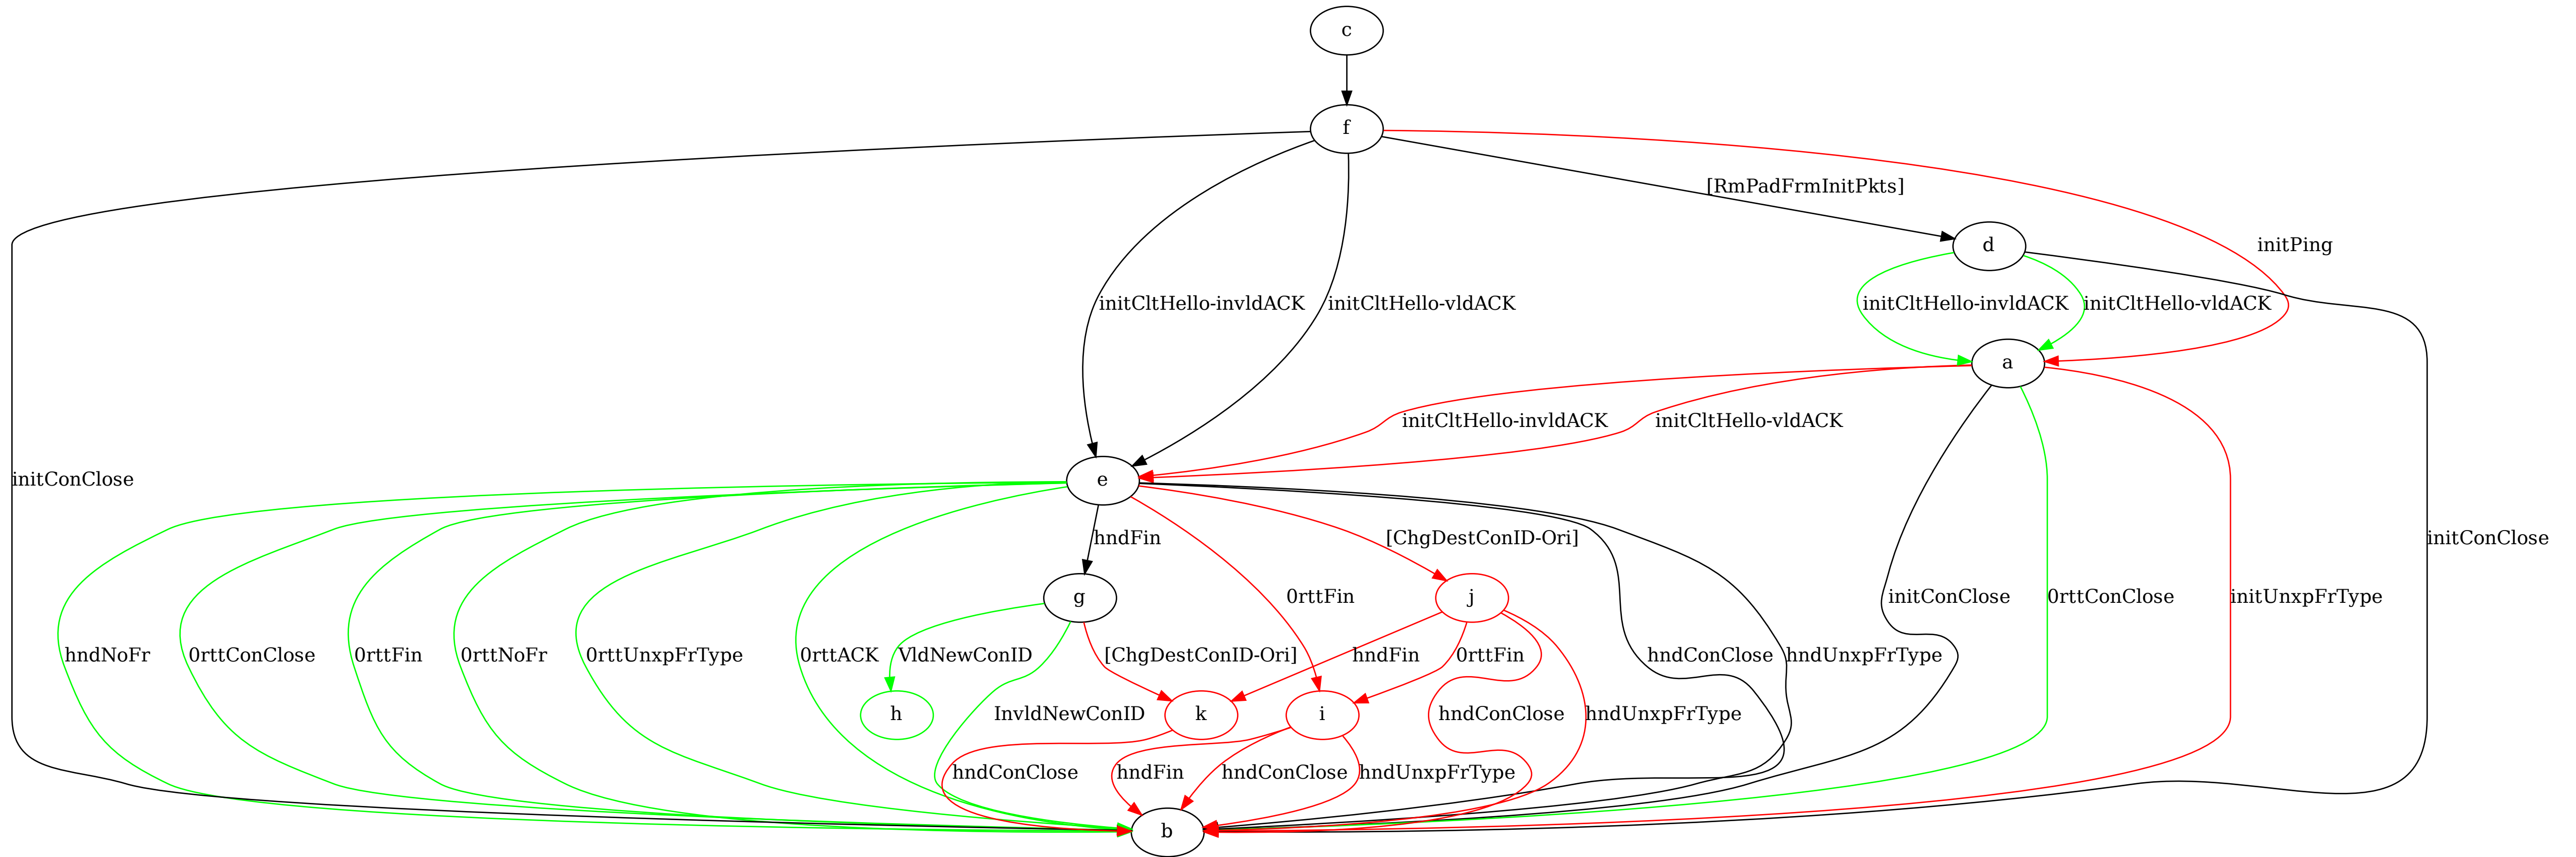 c
f
[RmPadFrmInitPkts]
d
initPing
initCltHello-invldACK
initCltHello-vldACK
initCltHello-invldACK
initCltHello-vldACK
a
initCltHello-invldACK
initCltHello-vldACK
initConClose
e
hndFin
[ChgDestConID-Ori]
initConClose
g
0rttFin
j
initConClose
0rttConClose
initUnxpFrType
hndNoFr
0rttConClose
0rttFin
0rttNoFr
0rttUnxpFrType
0rttACK
VldNewConID
[ChgDestConID-Ori]
hndFin
0rttFin
hndConClose
hndUnxpFrType
h
InvldNewConID
k
i
hndConClose
hndUnxpFrType
hndConClose
hndFin
hndConClose
hndUnxpFrType
b